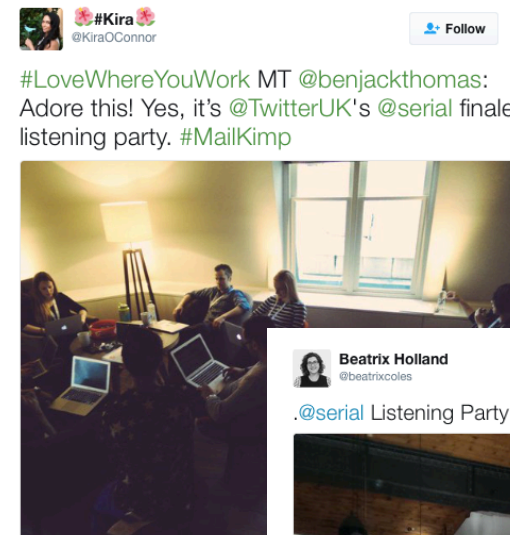 🌺#Kira🌺
@KiraOConnor
Follow
#LoveWhereYouWork MT @benjackthomas:
Adore this! Yes, it's @TwitterUK's @serial finale
listening party. #MailKimp
Beatrix Holland
@beatrixcoles
.@serial Listening Party